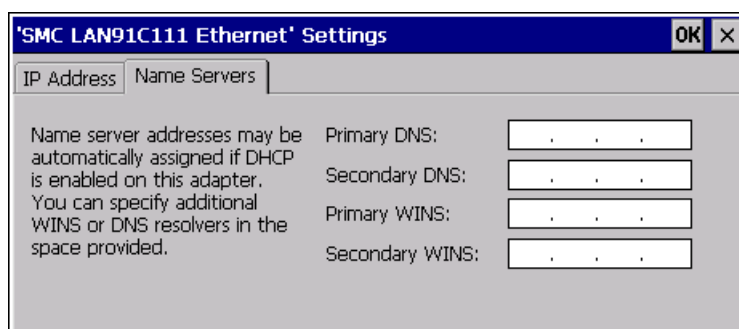 'SMC LAN91C111 Ethernet' Settings OK ×
IP Address Name Servers
Name server addresses may be
automatically assigned if DHCP
is enabled on this adapter.
You can specify additional
WINS or DNS resolvers in the
space provided.
Primary DNS: . . .
Secondary DNS: . . .
Primary WINS: . . .
Secondary WINS: . . .